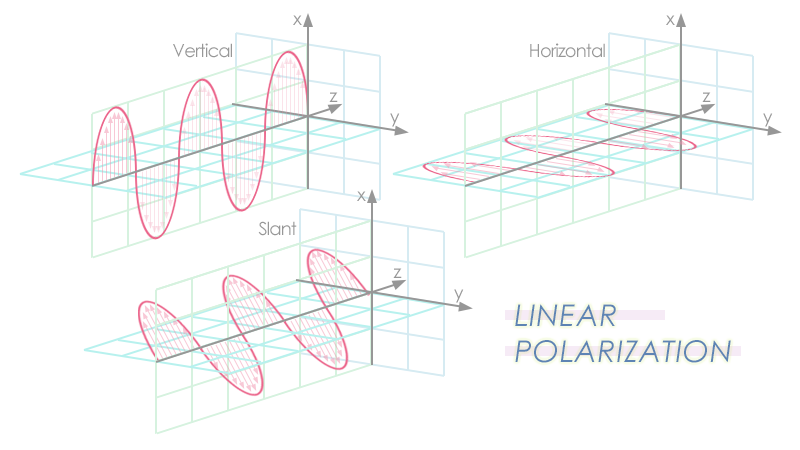 Vertical
x
z
y
Horizontal
x
z
y
Slant
x
z
y
LINEAR
POLARIZATION